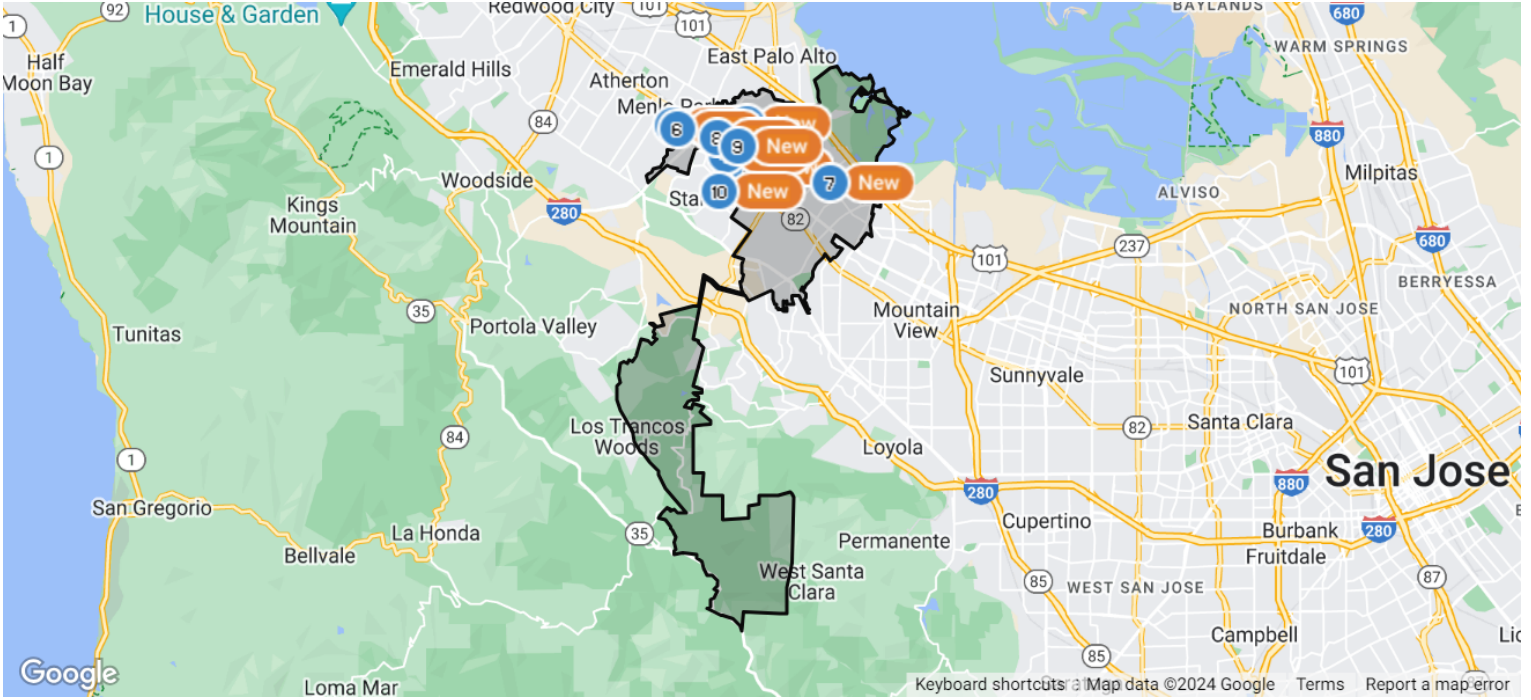 92
House & Garden
Redwood City
101
101
BAYLANDS
680
1
Half
Moon Bay
Emerald Hills
East Palo Alto
WARM SPRINGS
Atherton
Menlo
84
6
8
New
9
New
880
1
Woodside
Milpitas
7
New
10
New
ALVISO
Kings
Mountain
280
82
237
101
680
BERRYESSA
35
Portola Valley
Mountain
View
NORTH SAN JOSE
Tunitas
101
Sunnyvale
84
Los Trancos
Woods
82
Santa Clara
Loyola
1
San Jose
280
880
San Gregorio
La Honda
35
Cupertino
Burbank
280
Bellvale
Permanente
Fruitdale
West Santa
Clara
85
WEST SAN JOSE
87
Campbell
85
Google
Loma Mar
Keyboard shortcuts
Map data ©2024 Google
Terms
Report a map error